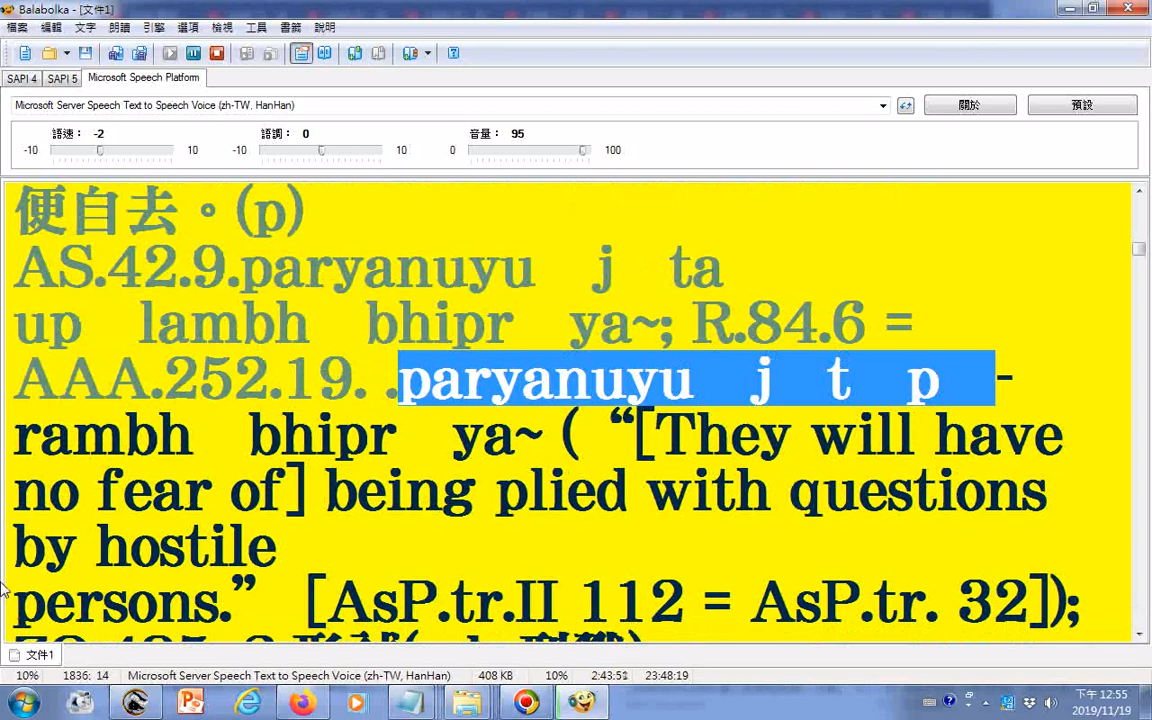 Balabolka - [文件1]
檔案 編輯 文字 朗讀 引擎 選項 檢視 工具 書籤 說明
SAPI 4 SAPI 5 Microsoft Speech Platform
Microsoft Server Speech Text to Speech Voice (zh-TW, HanHan) 關於 預設
語速： -2 語調： 0 音量： 95
-10 10 -10 10 0 100
便自去。(p)
AS.42.9.paryanuyu j ta
up lambh bhipr ya~; R.84.6 =
AAA.252.19. .paryanuyu j t p -
rambh bhipr ya~ ( “[They will have
no fear of] being plied with questions
by hostile
persons.” [AsP.tr.II 112 = AsP.tr. 32]);
文件1
10% 1836: 14 Microsoft Server Speech Text to Speech Voice (zh-TW, HanHan) 408 KB 10% 2:43:51 23:48:19
下午 12:55
2019/11/19